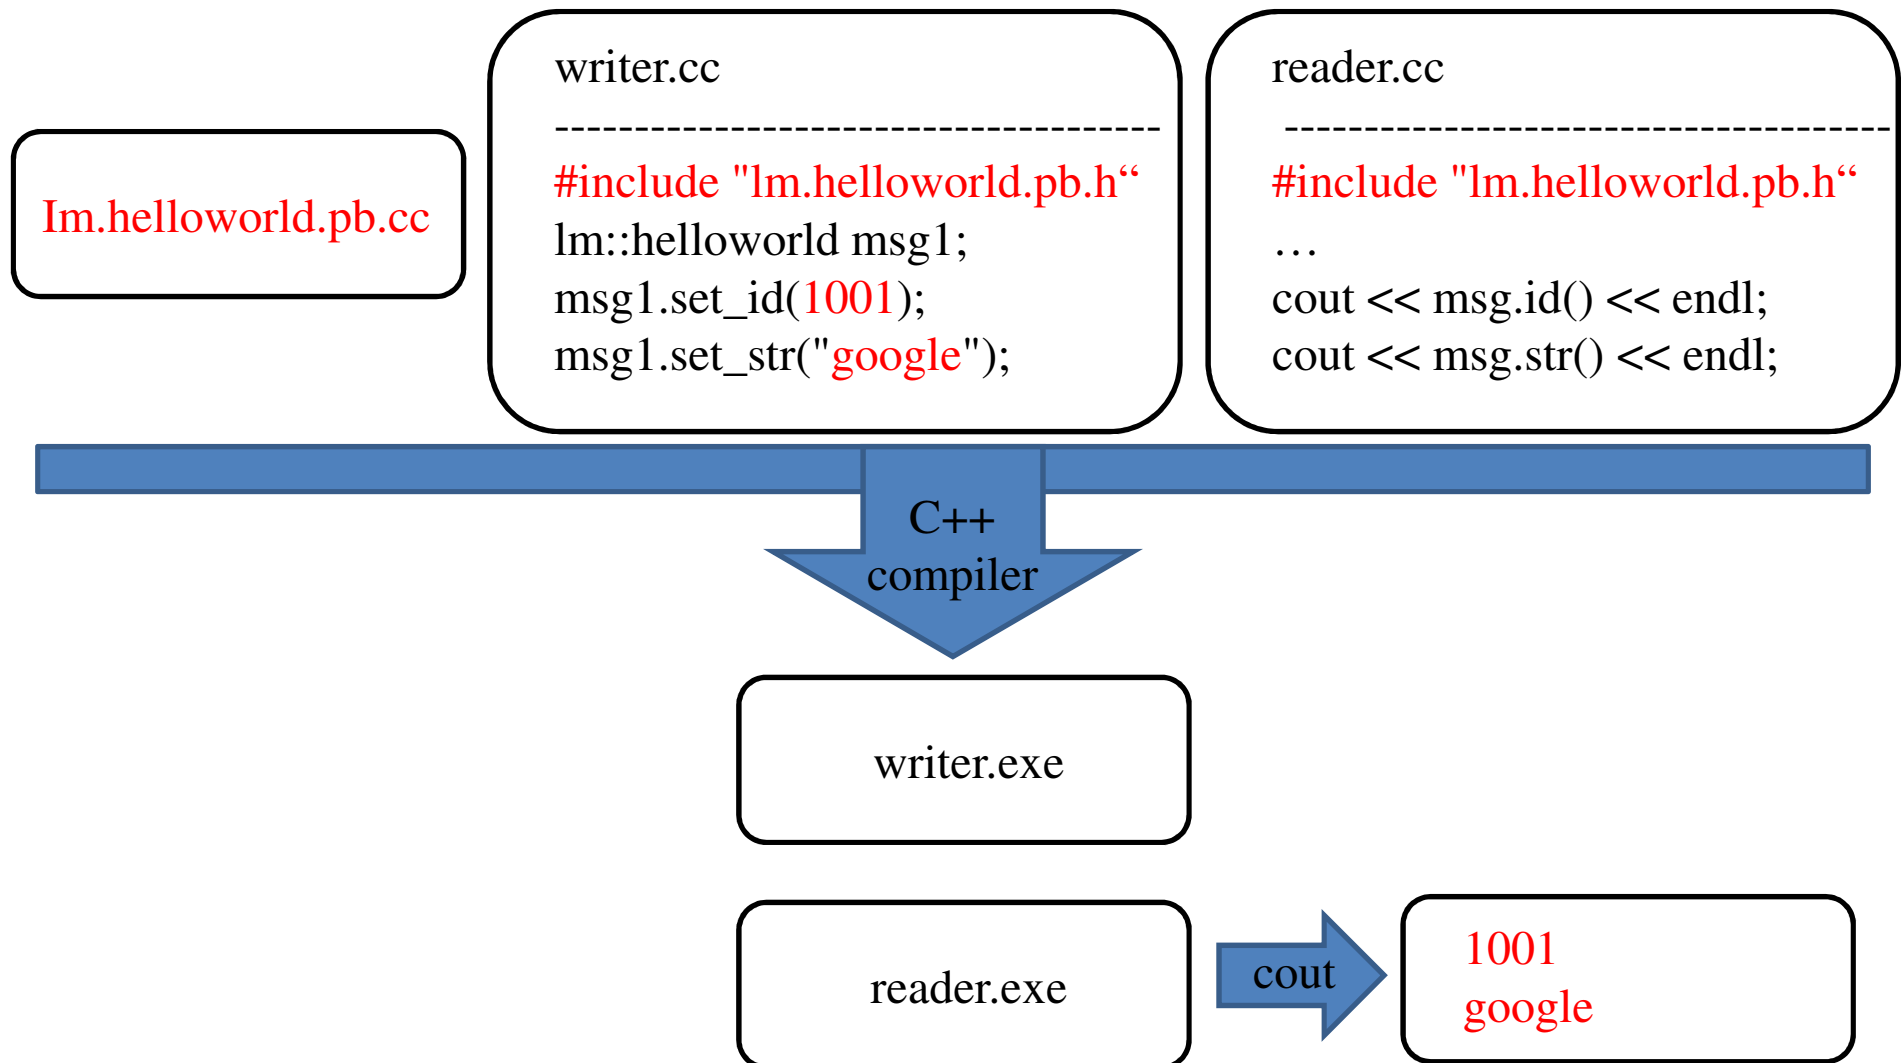 Im.helloworld.pb.cc
writer.cc
--------------------------------------
#include "lm.helloworld.pb.h“
lm::helloworld msg1;
msg1.set_id(1001);
msg1.set_str("google");
reader.cc
--------------------------------------
#include "lm.helloworld.pb.h“
…
cout << msg.id() << endl;
cout << msg.str() << endl;
C++
compiler
writer.exe
reader.exe
cout
1001
google